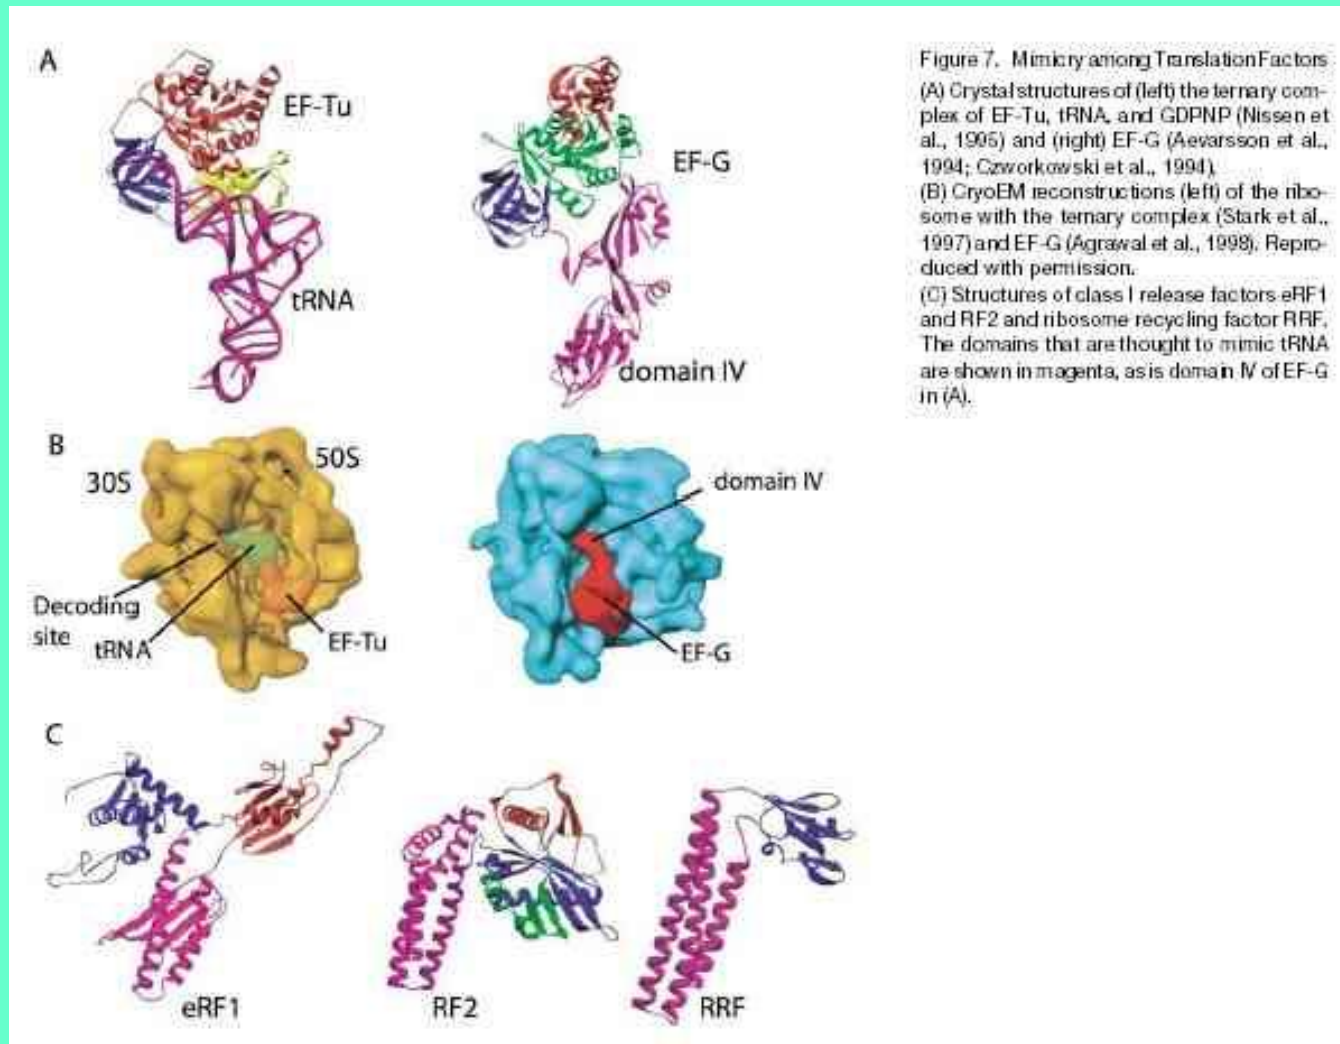 A
EF-Tu
tRNA
EF-G
domain IV
Figure 7. Mimicry among Translation Factors
(A) Crystal structures of (left) the ternary com-
plex of EF-Tu, tRNA, and GDPNP (Nissen et
al., 1995) and (right) EF-G (Aevarsson et al.,
1994; Czworkowski et al., 1994).
(B) CryoEM reconstructions (left) of the ribo-
some with the ternary complex (Stark et al.,
1997) and EF-G (Agrawal et al., 1998). Repro-
duced with permission.
(C) Structures of class I release factors eRF1
and RF2 and ribosome recycling factor RRF.
The domains that are thought to mimic tRNA
are shown in magenta, as is domain IV of EF-G
in (A).
B
30S
50S
Decoding
site
tRNA
EF-Tu
domain IV
EF-G
C
eRF1
RF2
RRF